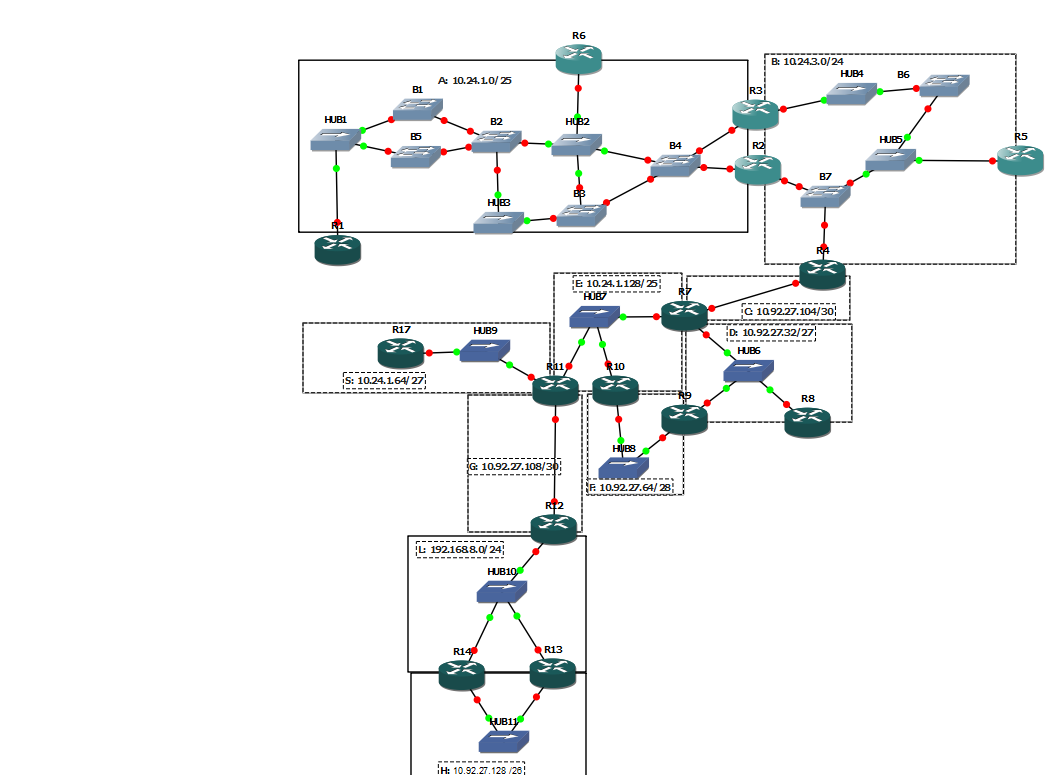 R6
A: 10.24.1.0/25
B: 10.24.3.0/24
HUB4
B6
B1
R3
HUB1
B5
B2
HUB2
R5
HUB5
B4
R2
B7
B3
HUB3
R1
R4
E: 10.24.1.128/25
R7
HUB7
C: 10.92.27.104/30
D: 10.92.27.32/27
R17
HUB9
HUB6
R11
R10
S: 10.24.1.64/27
R9
R8
HUB8
G: 10.92.27.108/30
F: 10.92.27.64/28
R12
L: 192.168.8.0/24
HUB10
R14
R13
HUB11
H: 10.92.27.128 /26